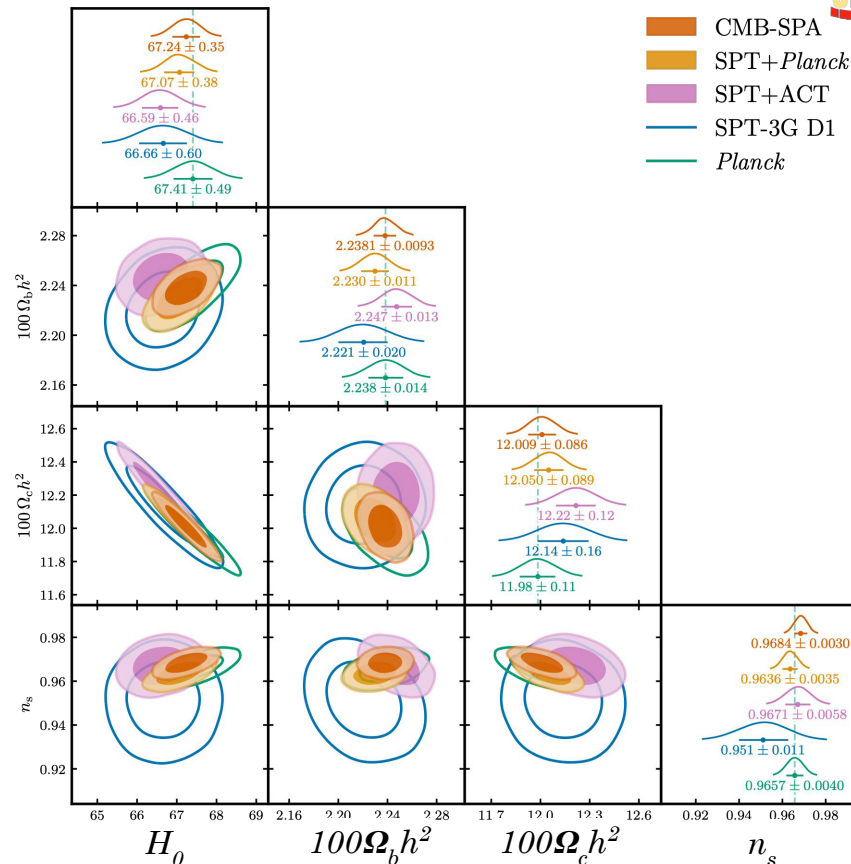 CMB-SPA
SPT+Planck
SPT+ACT
SPT-3G D1
Planck
67.24 ± 0.35
67.07 ± 0.38
66.59 ± 0.46
66.66 ± 0.60
67.41 ± 0.49
2.28
2.24
2.20
2.16
100 Ω_b h²
2.2381 ± 0.0093
2.230 ± 0.011
2.247 ± 0.013
2.221 ± 0.020
2.238 ± 0.014
12.6
12.4
12.2
12.0
11.8
11.6
100 Ω_c h²
12.009 ± 0.086
12.050 ± 0.089
12.22 ± 0.12
12.14 ± 0.16
11.98 ± 0.11
0.98
0.96
0.94
0.92
n_s
0.9684 ± 0.0030
0.9636 ± 0.0035
0.9671 ± 0.0058
0.951 ± 0.011
0.9657 ± 0.0040
65 66 67 68 69
2.16 2.20 2.24 2.28
11.7 12.0 12.3 12.6
0.92 0.94 0.96 0.98
H_0 100Ω_b h² 100Ω_c h² n_s